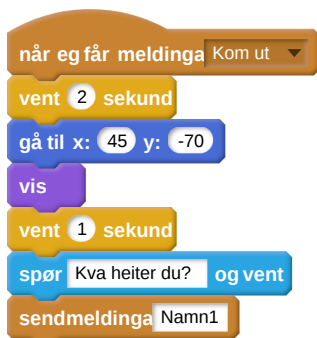 når eg får meldinga Kom ut
vent 2 sekund
gå til x: 45 y: -70
vis
vent 1 sekund
spør Kva heiter du? og vent
sendmeldinga Namn1